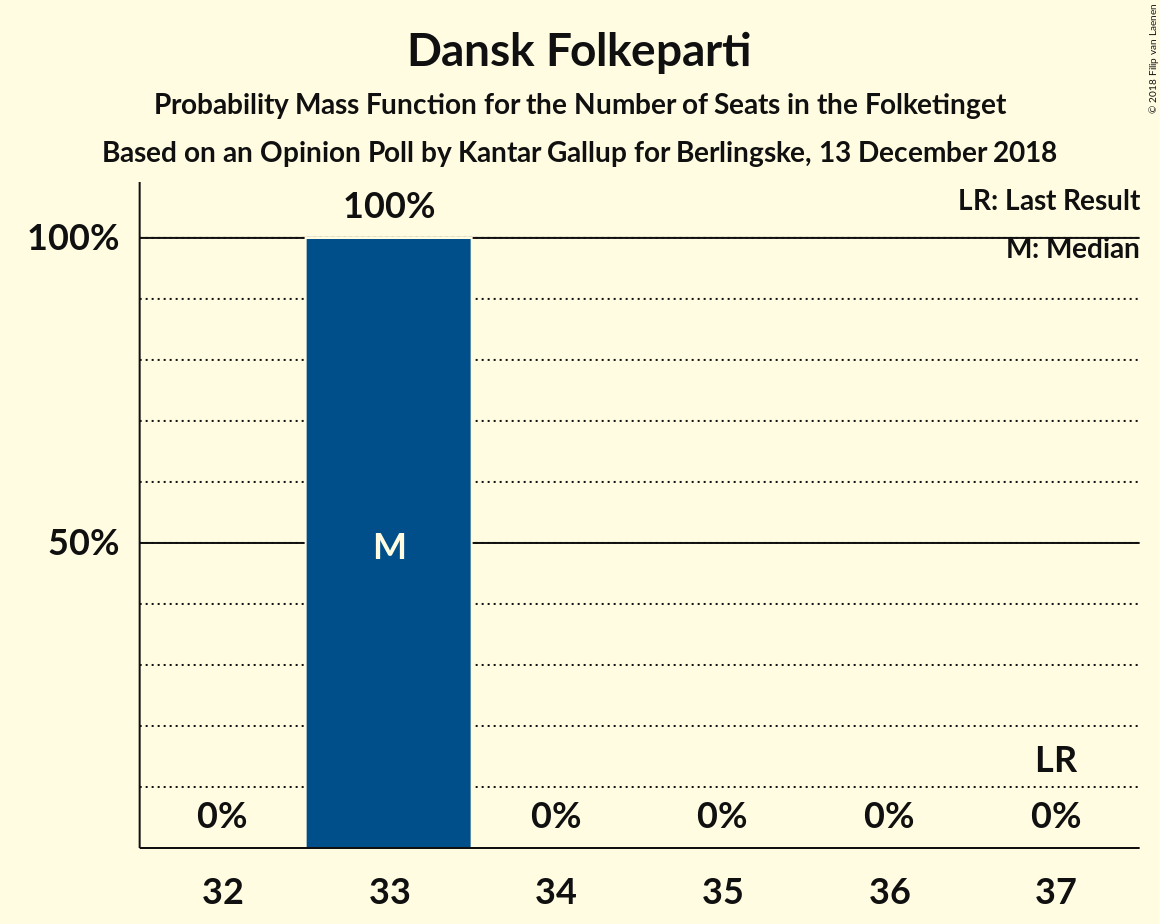 Dansk Folkeparti
Probability Mass Function for the Number of Seats in the Folketinget
Based on an Opinion Poll by Kantar Gallup for Berlingske, 13 December 2018
© 2018 Filip van Laenen
LR: Last Result
M: Median
100%
100%
50%
M
LR
0%
0%
0%
0%
0%
32
33
34
35
36
37